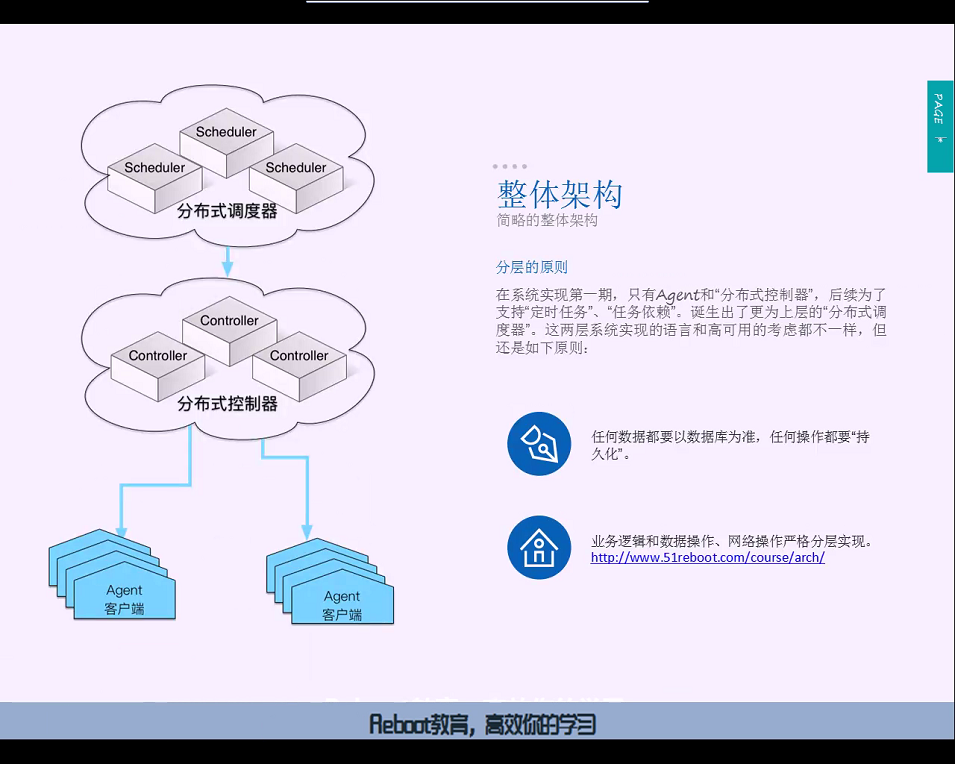 PAGE *
Scheduler
Scheduler
Scheduler
分布式调度器
Controller
Controller
Controller
分布式控制器
Agent
客户端
Agent
客户端
整体架构
简略的整体架构
分层的原则
在系统实现第一期，只有Agent和“分布式控制器”，后续为了
支持“定时任务”、“任务依赖”。诞生出了更为上层的“分布式调
度器”。这两层系统实现的语言和高可用的考虑都不一样，但
还是如下原则：
任何数据都要以数据库为准，任何操作都要“持
久化”。
业务逻辑和数据操作、网络操作严格分层实现。
http://www.51reboot.com/course/arch/
Reboot教育，高效你的学习